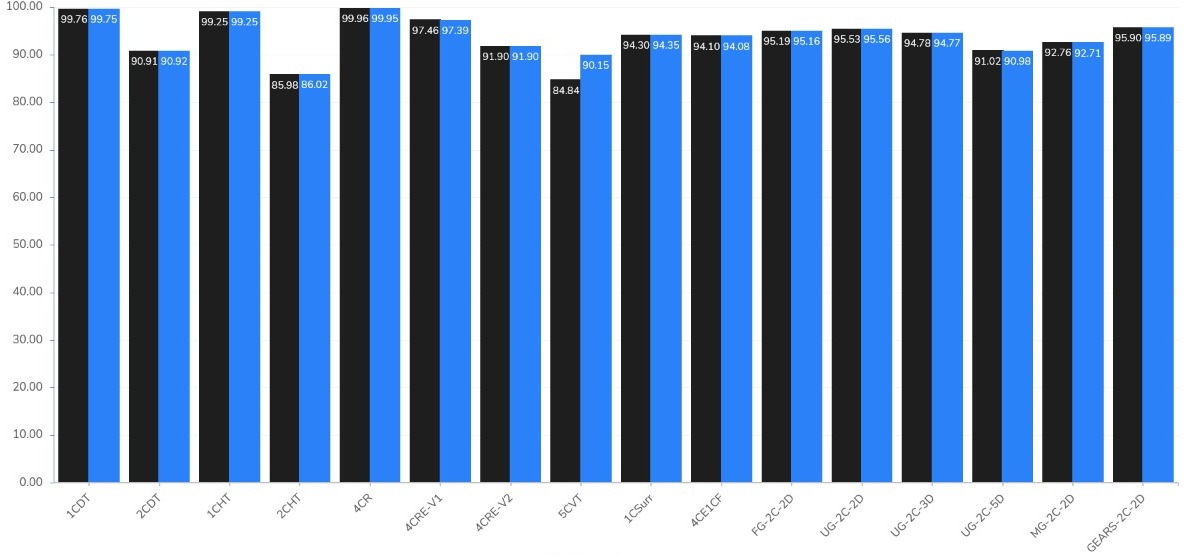 100.00
90.00
80.00
70.00
60.00
50.00
40.00
30.00
20.00
10.00
0.00
99.76 99.75
90.91 90.92
99.25 99.25
85.98 86.02
99.96 99.95
97.46 97.39
91.90 91.90
84.84 90.15
94.30 94.35
94.10 94.08
95.19 95.16
95.53 95.56
94.78 94.77
91.02 90.98
92.76 92.71
95.90 95.89
1CDT
2CDT
1CHT
2CHT
4CR
4CRE-V1
4CRE-V2
5CVT
1CSurr
4CE1CF
FG-2C-2D
UG-2C-2D
UG-2C-3D
UG-2C-5D
MG-2C-2D
GEARS-2C-2D